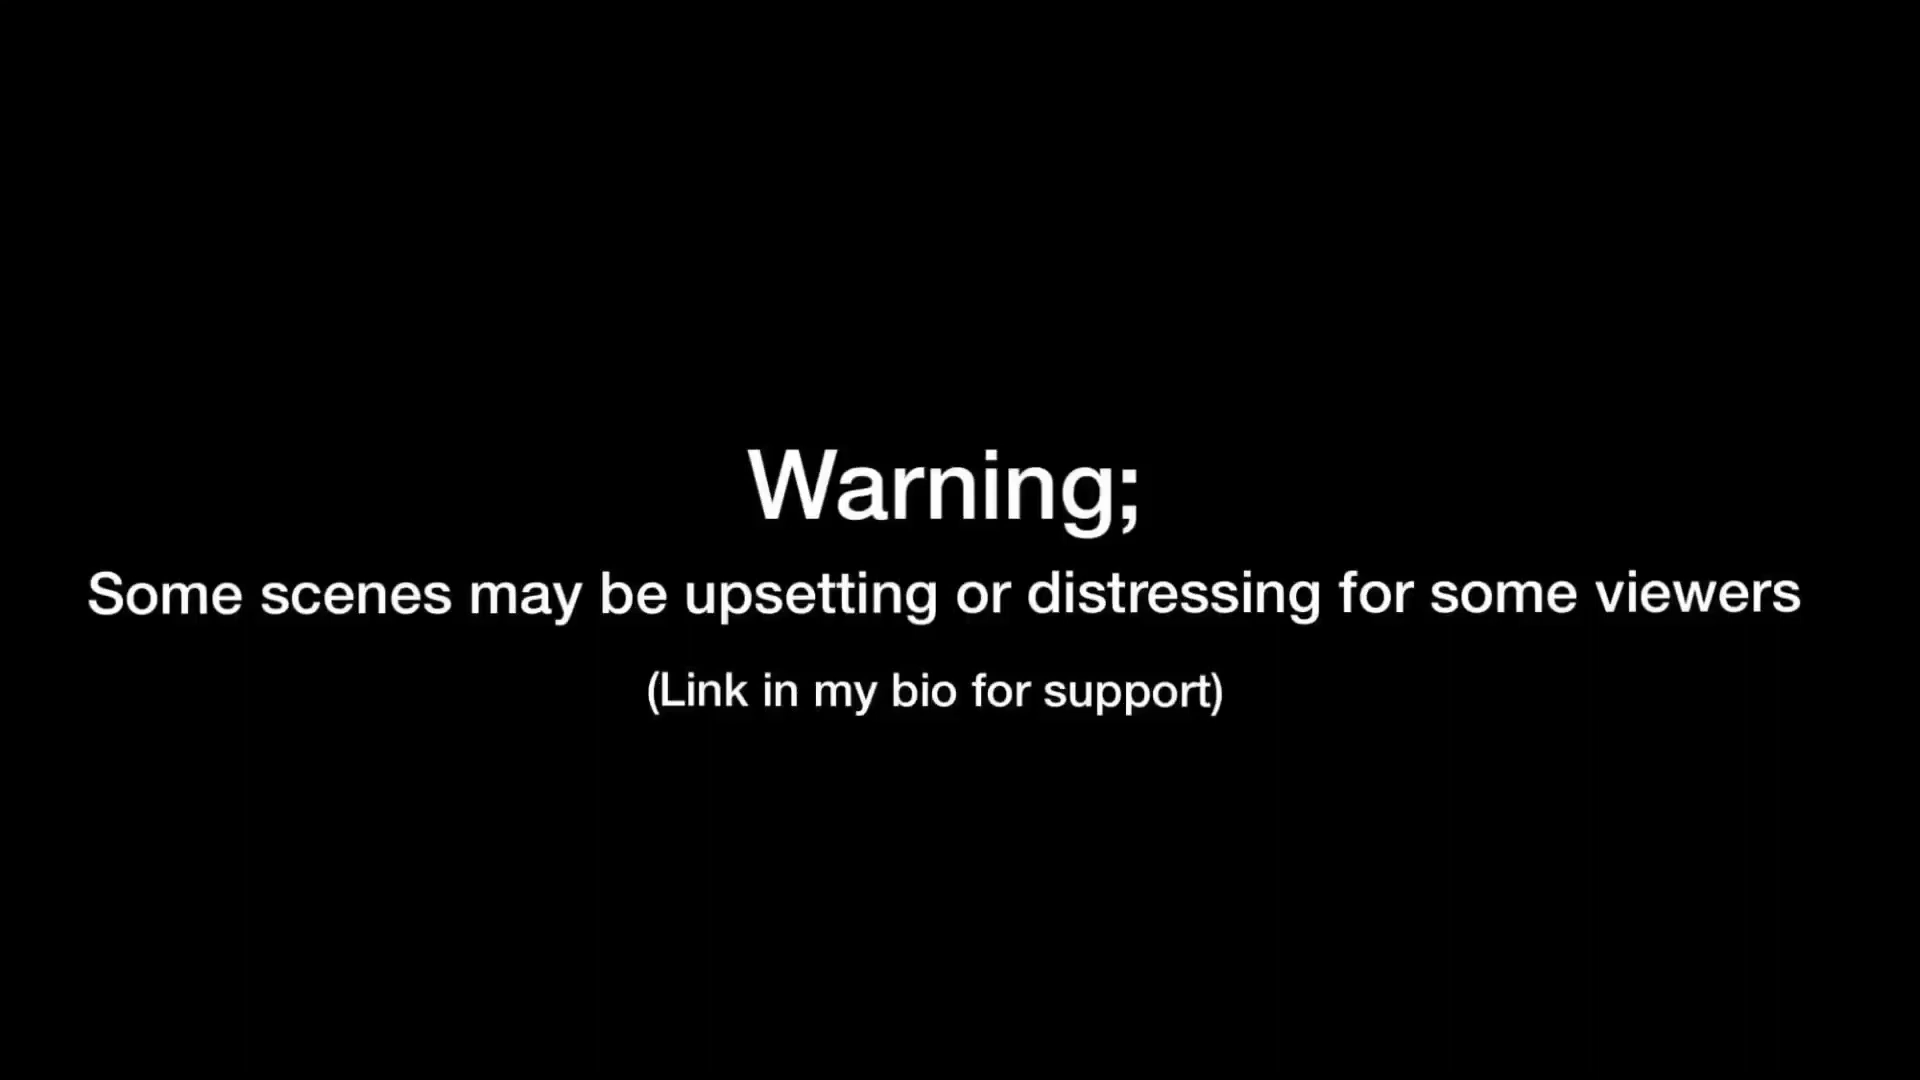 Warning;
Some scenes may be upsetting or distressing for some viewers
(Link in my bio for support)